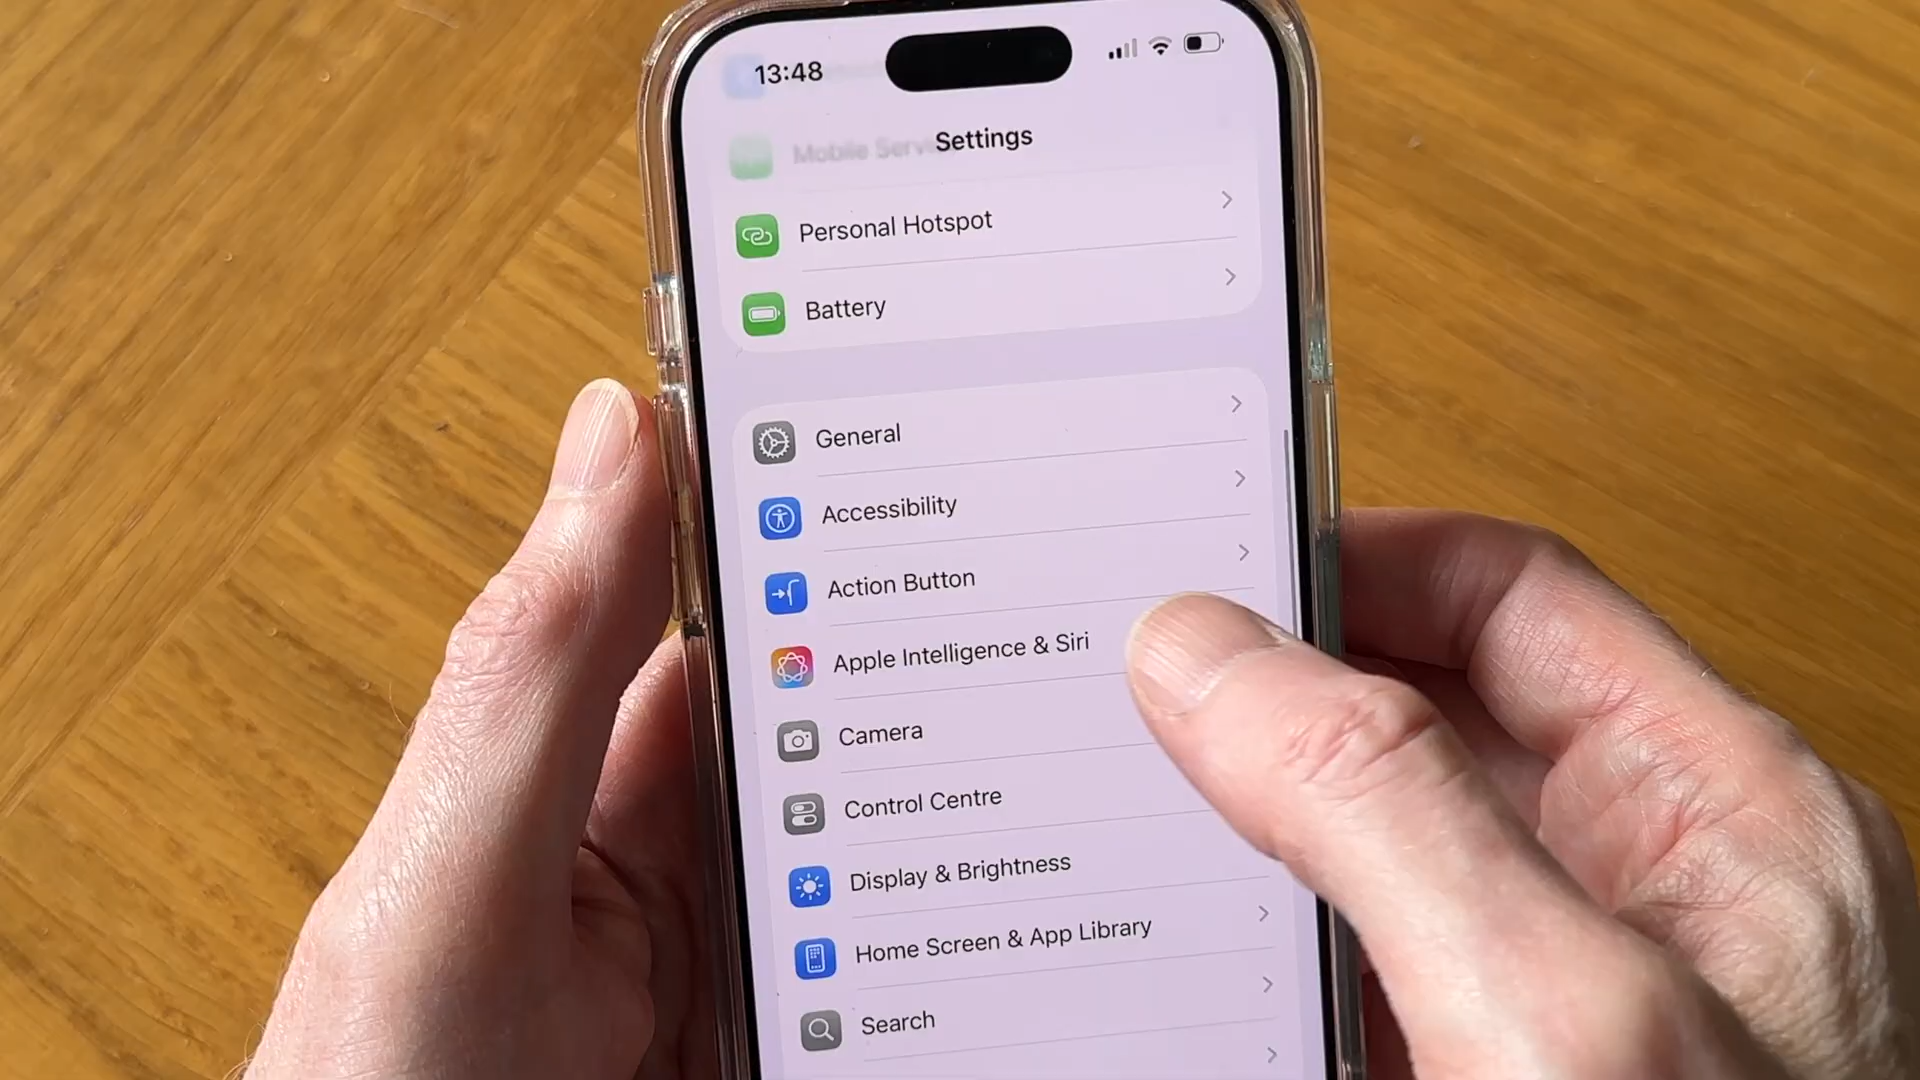 13:48
Settings
Mobile Serv
Personal Hotspot
Battery
General
Accessibility
Action Button
Apple Intelligence & Siri
Camera
Control Centre
Display & Brightness
Home Screen & App Library
Search